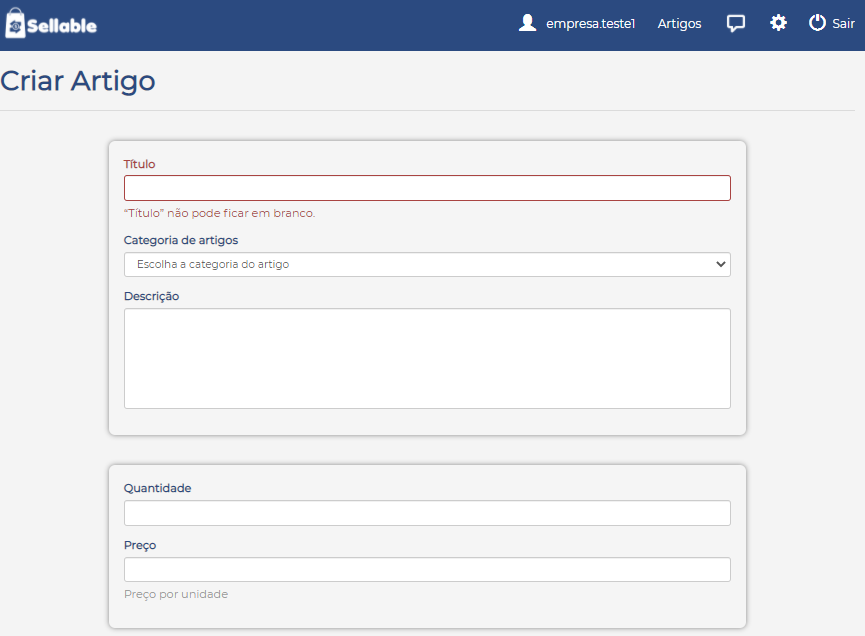 Sellable
empresa.teste1 Artigos Sair
Criar Artigo
Título
"Título" não pode ficar em branco.
Categoria de artigos
Escolha a categoria do artigo
Descrição
Quantidade
Preço
Preço por unidade